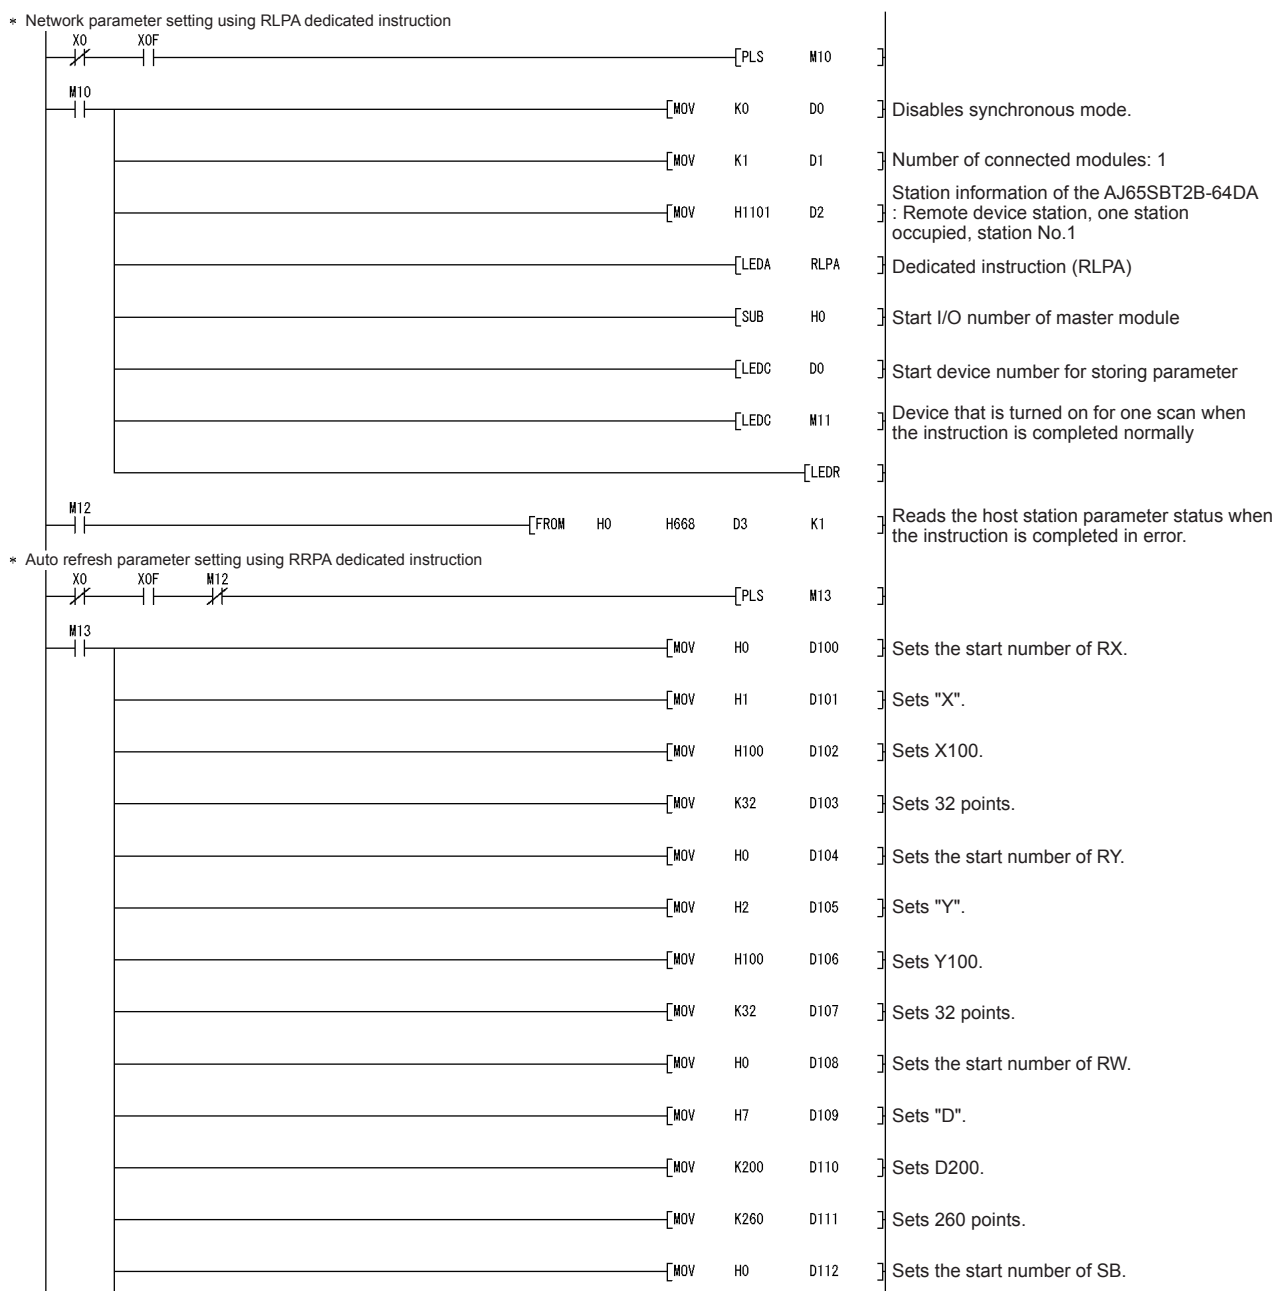 * Network parameter setting using RLPA dedicated instruction
X0 X0F
PLS M10
M10
MOV K0 D0 Disables synchronous mode.
MOV K1 D1 Number of connected modules: 1
MOV H1101 D2 Station information of the AJ65SBT2B-64DA
: Remote device station, one station
occupied, station No.1
LEDA RLPA Dedicated instruction (RLPA)
SUB H0 Start I/O number of master module
LEDC D0 Start device number for storing parameter
LEDC M11 Device that is turned on for one scan when
the instruction is completed normally
LEDR
M12
FROM H0 H668 D3 K1 Reads the host station parameter status when
the instruction is completed in error.
* Auto refresh parameter setting using RRPA dedicated instruction
X0 X0F M12
PLS M13
M13
MOV H0 D100 Sets the start number of RX.
MOV H1 D101 Sets "X".
MOV H100 D102 Sets X100.
MOV K32 D103 Sets 32 points.
MOV H0 D104 Sets the start number of RY.
MOV H2 D105 Sets "Y".
MOV H100 D106 Sets Y100.
MOV K32 D107 Sets 32 points.
MOV H0 D108 Sets the start number of RW.
MOV H7 D109 Sets "D".
MOV K200 D110 Sets D200.
MOV K260 D111 Sets 260 points.
MOV H0 D112 Sets the start number of SB.